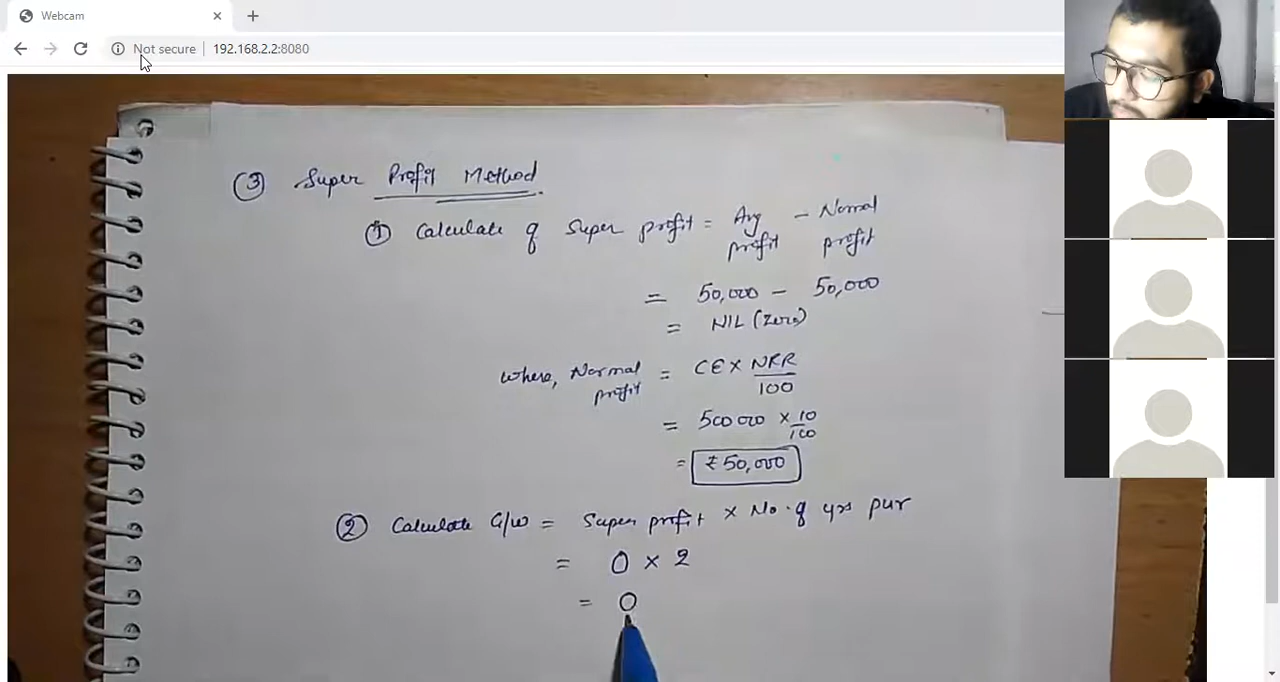 Webcam
Not secure 192.168.2.2:8080
③ Super Profit Method
① Calculate of Super profit = Avg profit - Normal profit
= 50,000 - 50,000
= NIL (Zero)
where, Normal profit = CE × NRR/100
= 500000 × 10/100
= ₹50,000
② Calculate G/W = Super profit × No. of yrs pur
= 0 × 2
= 0